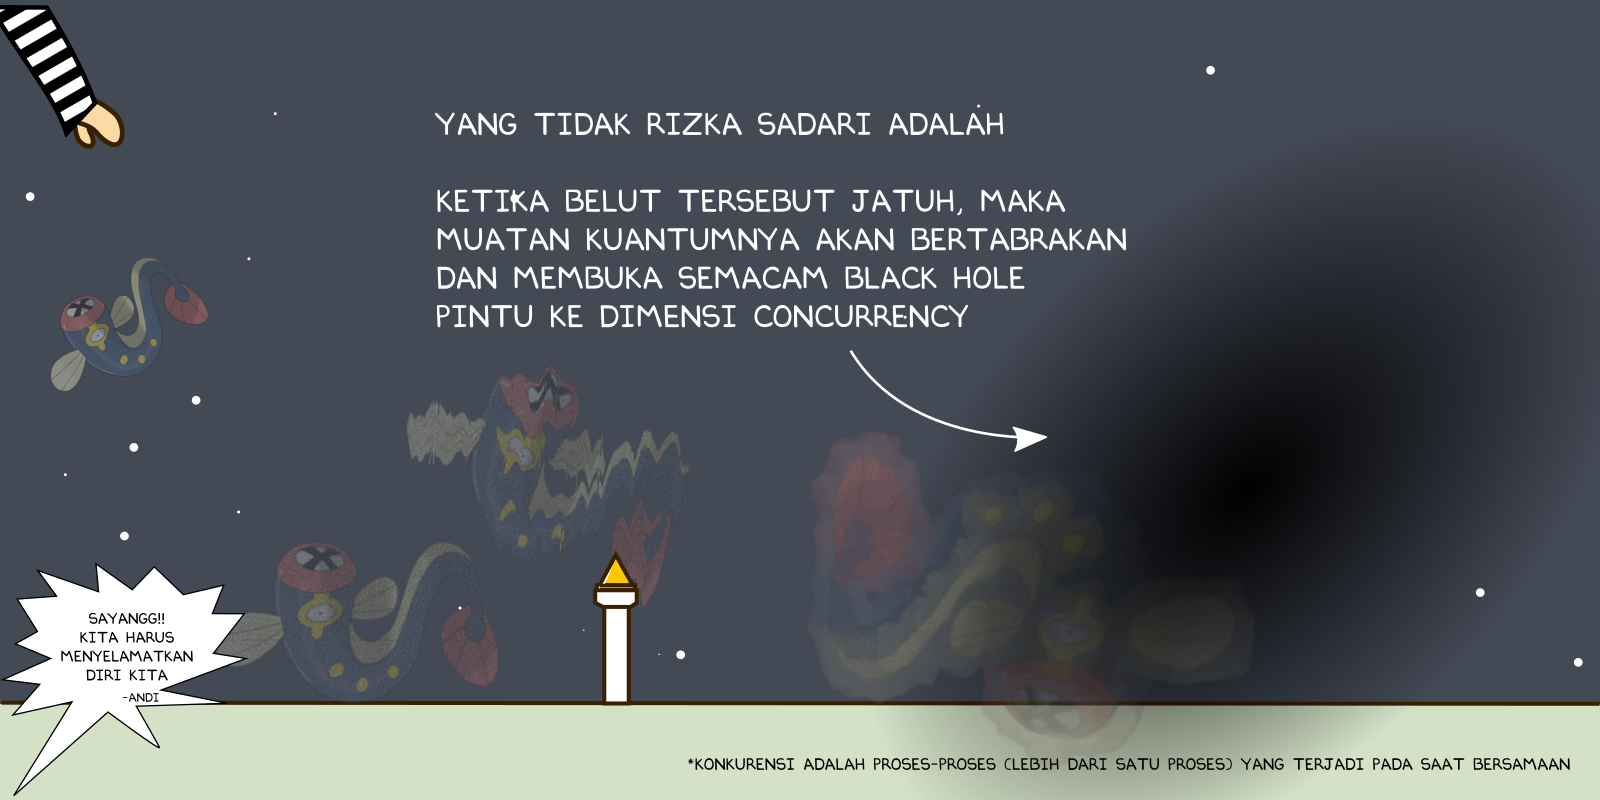 YANG TIDAK RIZKA SADARI ADALAH
KETIKA BELUT TERSEBUT JATUH, MAKA
MUATAN KUANTUMNYA AKAN BERTABRAKAN
DAN MEMBUKA SEMACAM BLACK HOLE
PINTU KE DIMENSI CONCURRENCY
SAYANGG!!
KITA HARUS
MENYELAMATKAN
DIRI KITA
-ANDI
*KONKURENSI ADALAH PROSES-PROSES (LEBIH DARI SATU PROSES) YANG TERJADI PADA SAAT BERSAMAAN